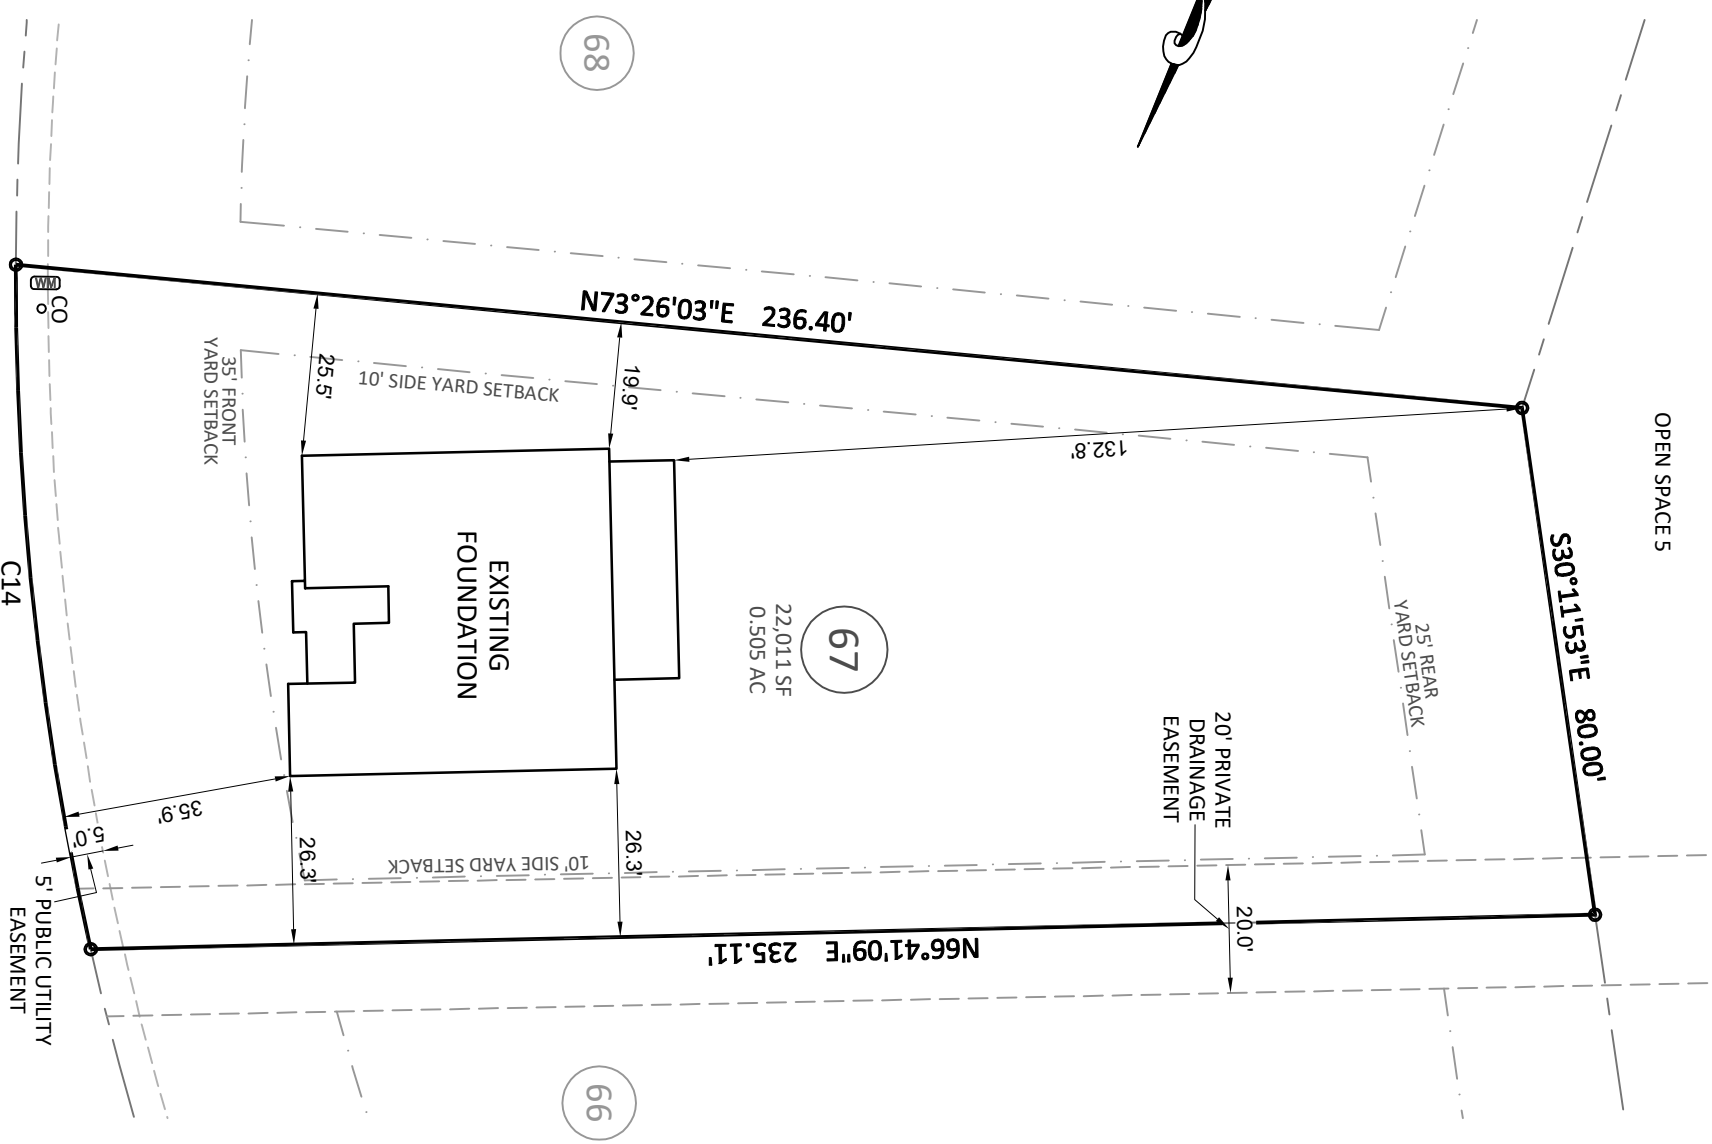 68
OPEN SPACE 5
N73°26'03"E 236.40'
WM
CO
35' FRONT
YARD SETBACK
25.5'
10' SIDE YARD SETBACK
19.9'
132.8'
S30°11'53"E 80.00'
EXISTING
FOUNDATION
67
22,011 SF
0.505 AC
25' REAR
YARD SETBACK
C14
20' PRIVATE
DRAINAGE
EASEMENT
35.9'
5.0'
26.3'
10' SIDE YARD SETBACK
26.3'
20.0'
N66°41'09"E 235.11'
5' PUBLIC UTILITY
EASEMENT
66